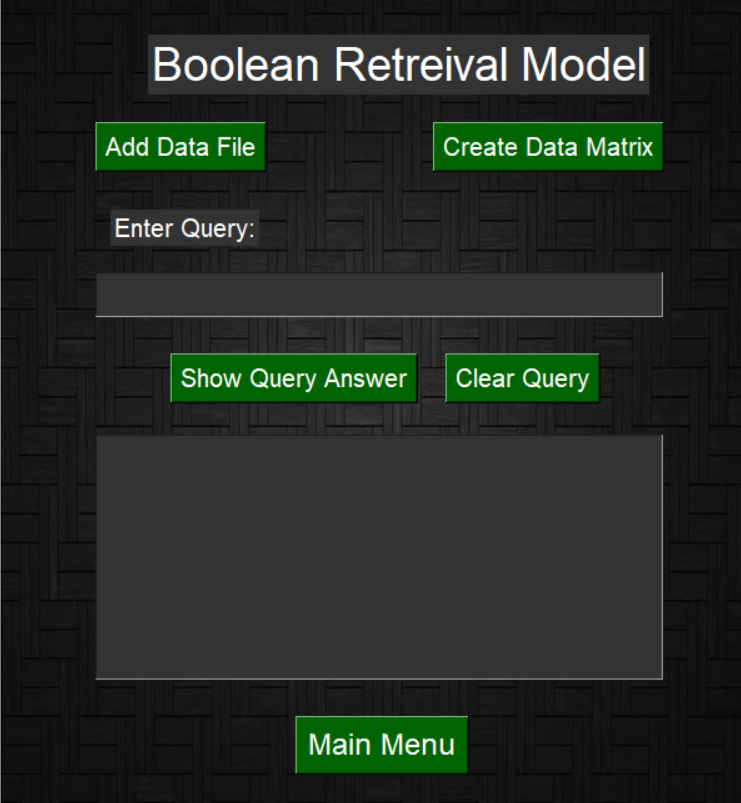 Boolean Retreival Model
Add Data File
Create Data Matrix
Enter Query:
Show Query Answer
Clear Query
Main Menu